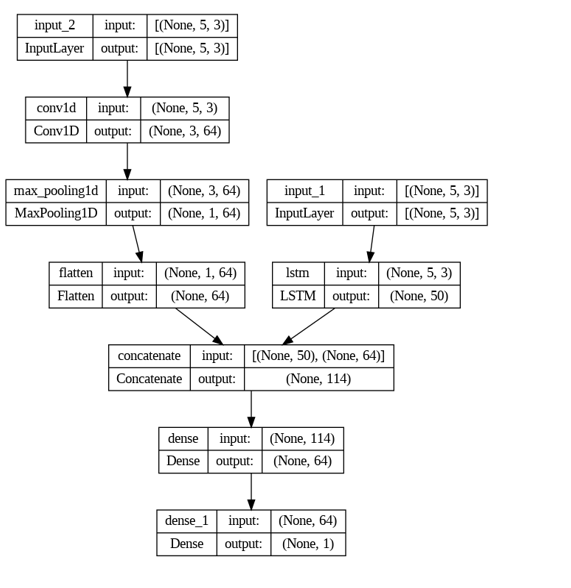 input_2 input: [(None, 5, 3)]
InputLayer output: [(None, 5, 3)]
conv1d input: (None, 5, 3)
Conv1D output: (None, 3, 64)
max_pooling1d input: (None, 3, 64)
MaxPooling1D output: (None, 1, 64)
input_1 input: [(None, 5, 3)]
InputLayer output: [(None, 5, 3)]
flatten input: (None, 1, 64)
Flatten output: (None, 64)
lstm input: (None, 5, 3)
LSTM output: (None, 50)
concatenate input: [(None, 50), (None, 64)]
Concatenate output: (None, 114)
dense input: (None, 114)
Dense output: (None, 64)
dense_1 input: (None, 64)
Dense output: (None, 1)